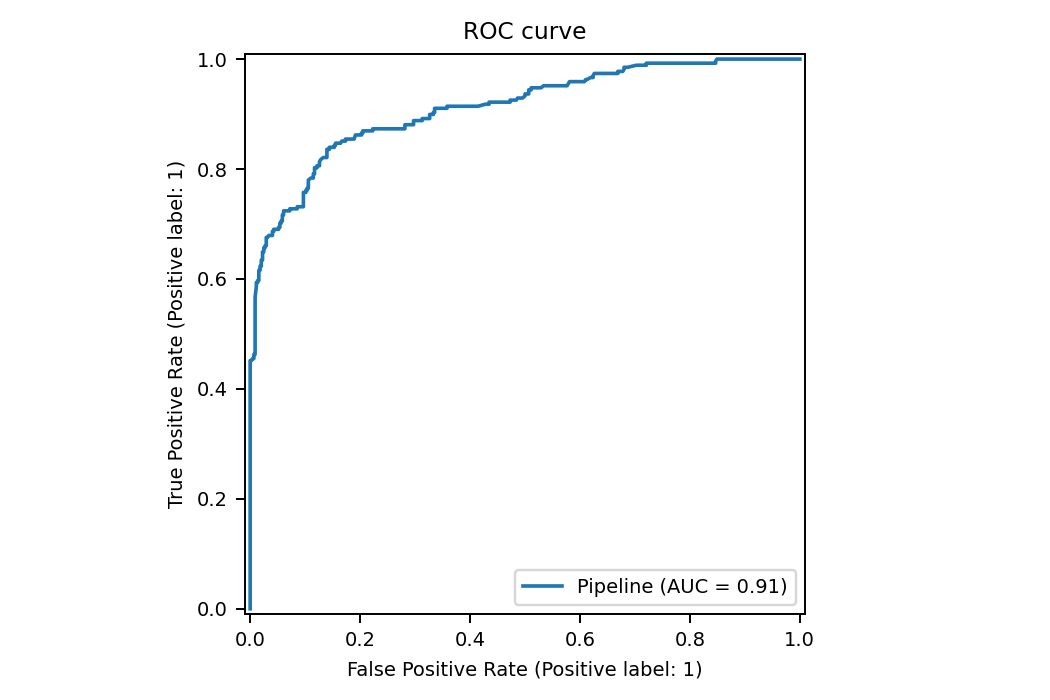 ROC curve
True Positive Rate (Positive label: 1)
1.0
0.8
0.6
0.4
0.2
0.0
Pipeline (AUC = 0.91)
0.0 0.2 0.4 0.6 0.8 1.0
False Positive Rate (Positive label: 1)